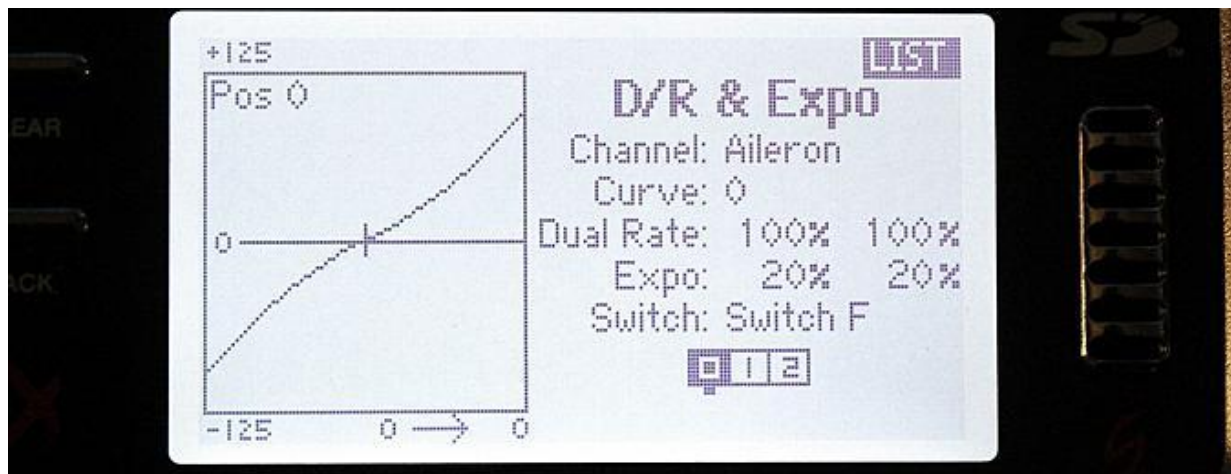 +125
LIST
Pos 0
D/R & Expo
Channel: Aileron
Curve: 0
Dual Rate: 100% 100%
0
Expo: 20% 20%
Switch: Switch F
0 1 2
-125 0 → 0
EAR
ACK
SD